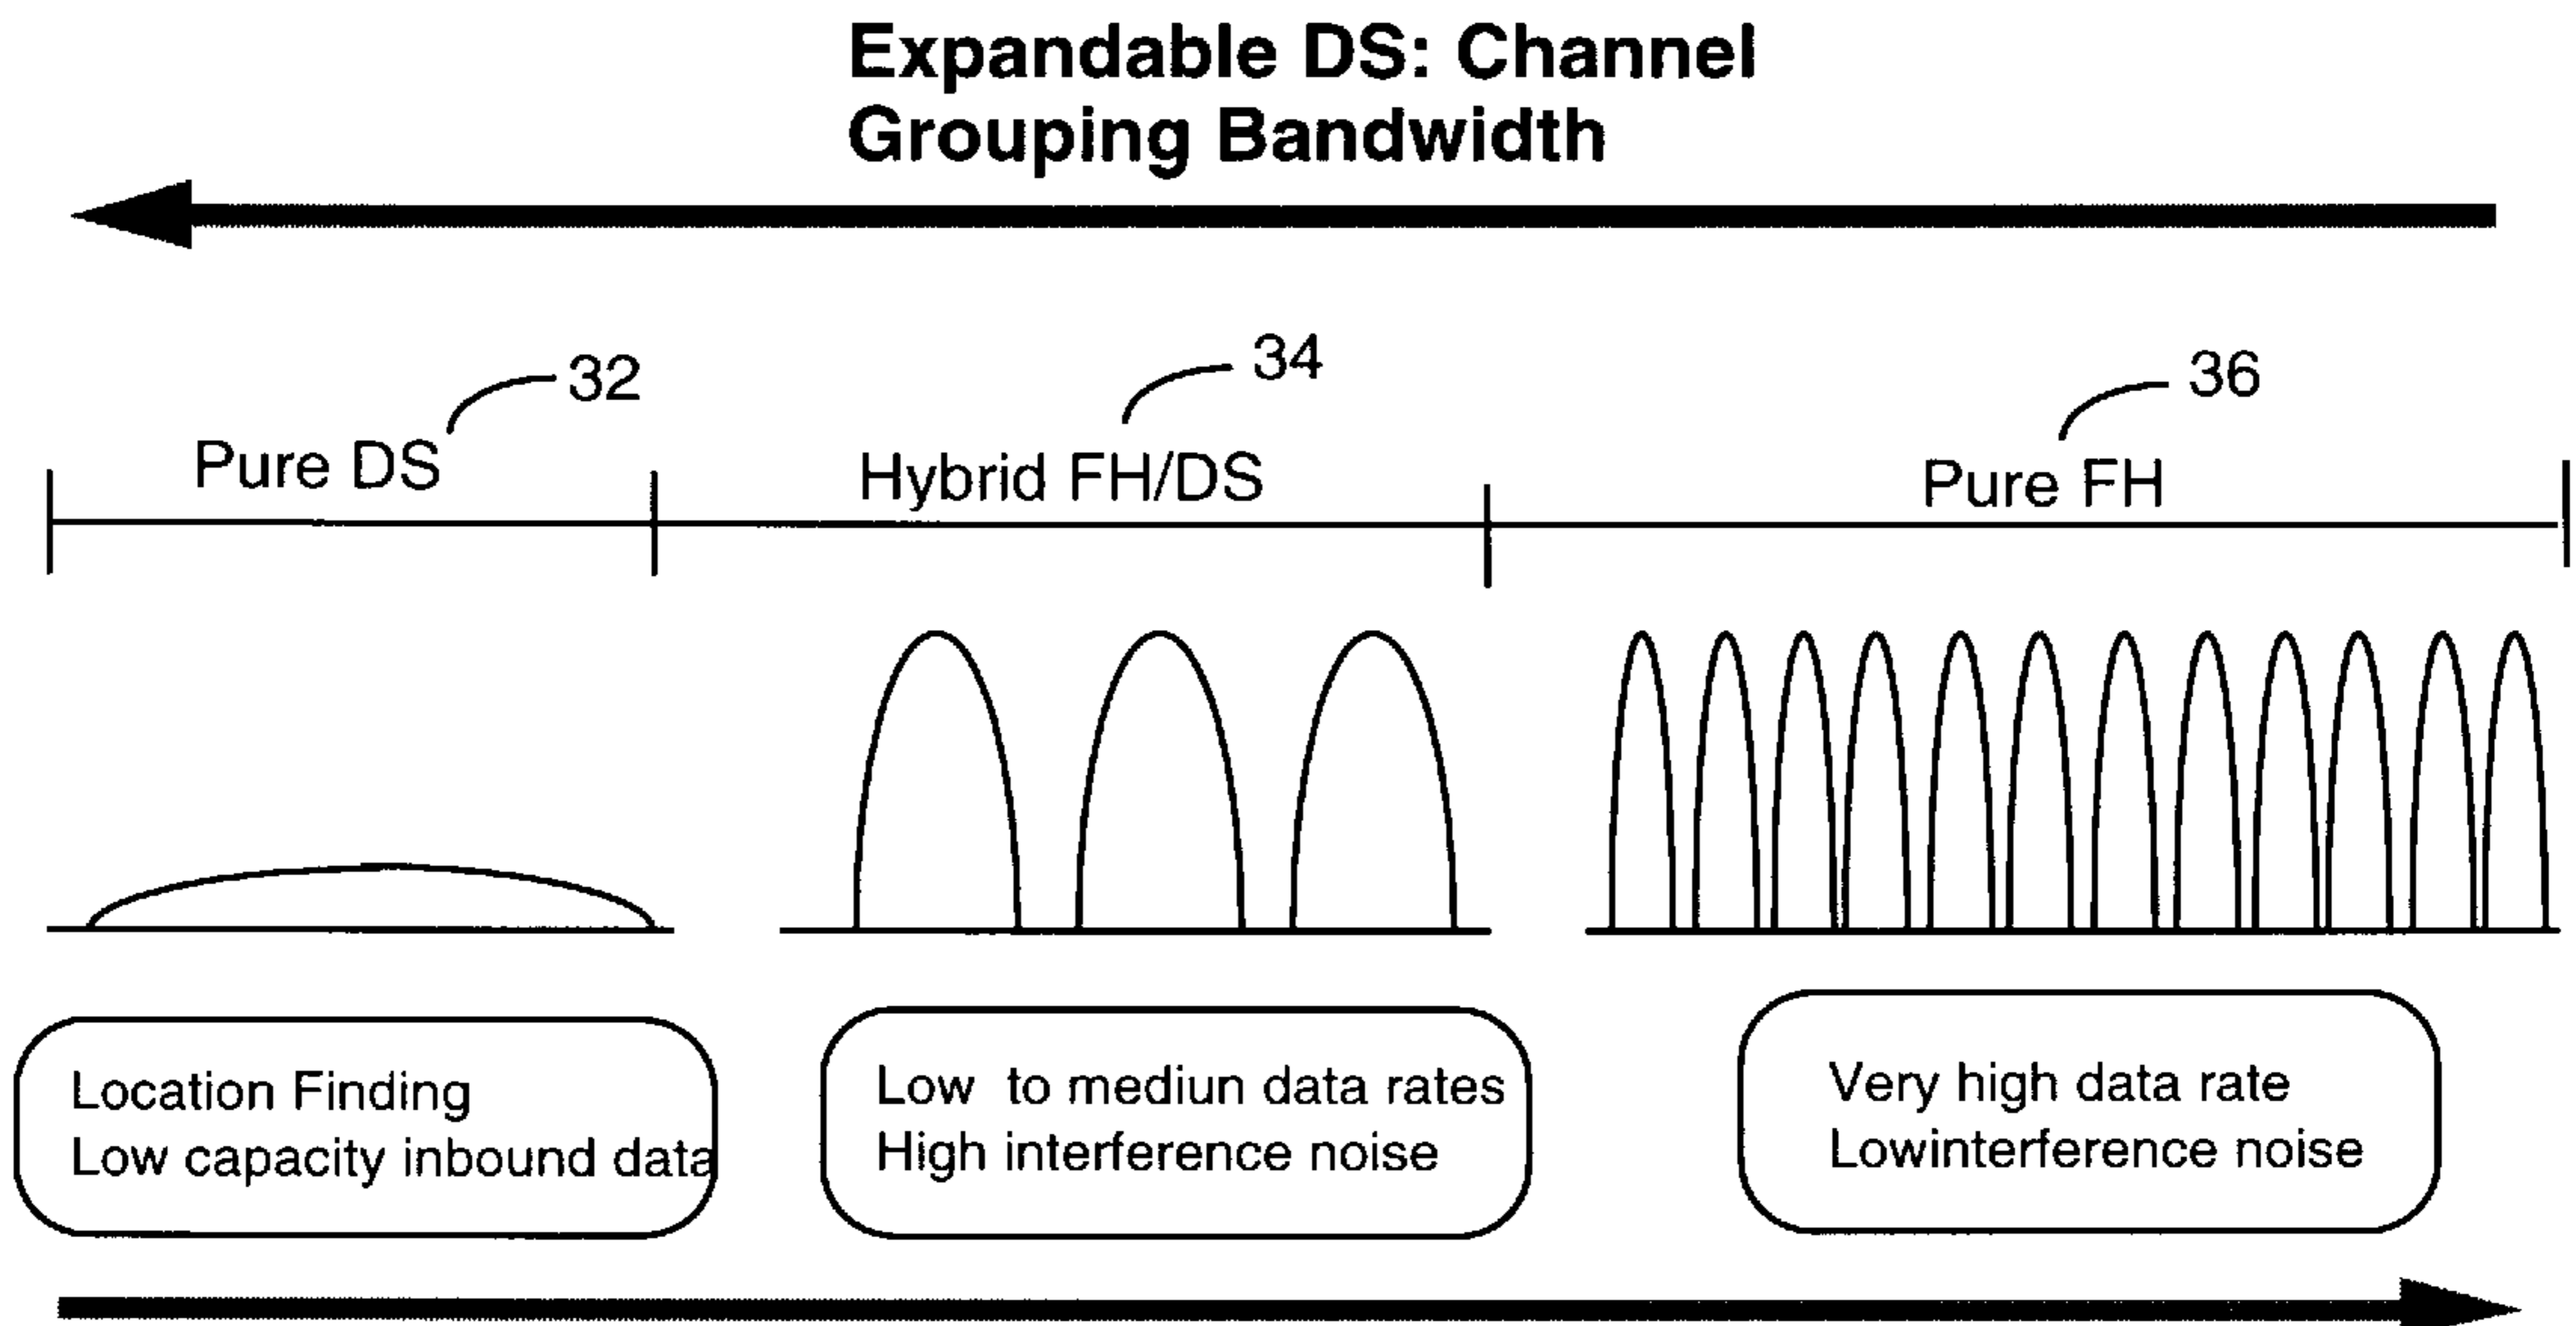 Expandable DS: Channel
Grouping Bandwidth
32
34
36
Pure DS
Hybrid FH/DS
Pure FH
Location Finding
Low capacity inbound data
Low to mediun data rates
High interference noise
Very high data rate
Lowinterference noise